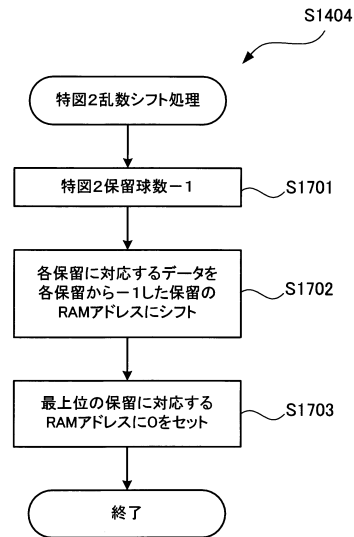 S1404
特図2乱数シフト処理
特図2保留球数－1
S1701
各保留に対応するデータを
各保留から－1した保留の
RAMアドレスにシフト
S1702
最上位の保留に対応する
RAMアドレスに0をセット
S1703
終了